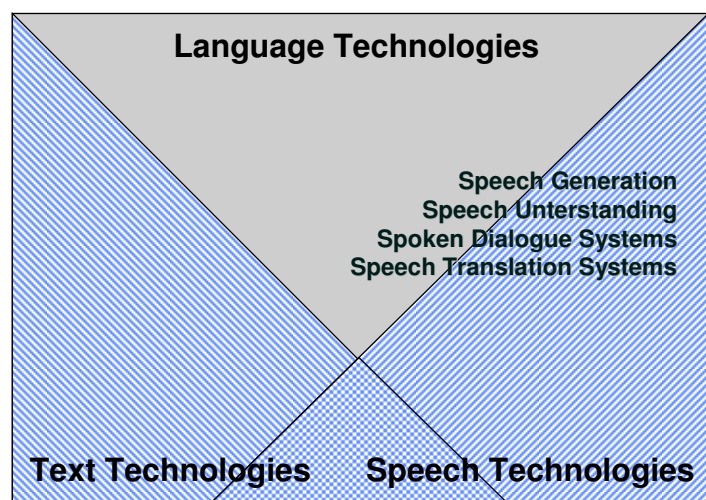 Language Technologies
Speech Generation
Speech Unterstanding
Spoken Dialogue Systems
Speech Translation Systems
Text Technologies
Speech Technologies